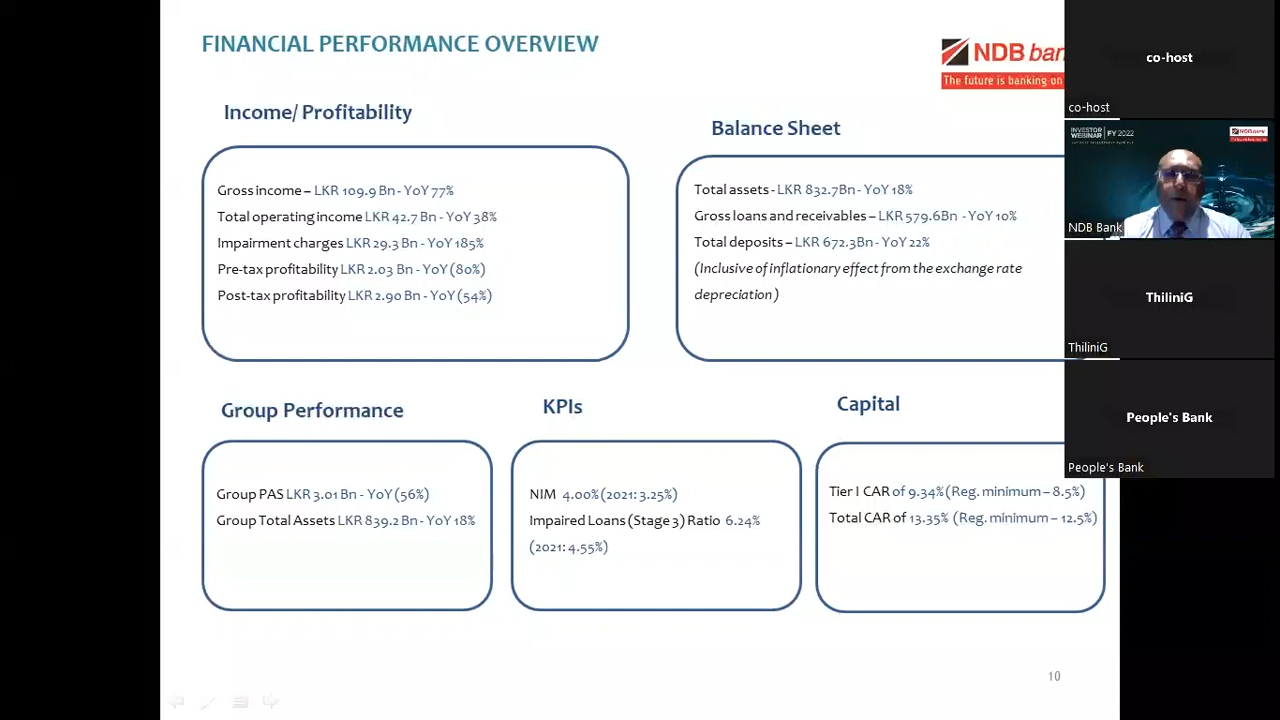 FINANCIAL PERFORMANCE OVERVIEW
NDB
The future is banking on
Income/ Profitability
Gross income – LKR 109.9 Bn - YoY 77%
Total operating income LKR 42.7 Bn - YoY 38%
Impairment charges LKR 29.3 Bn - YoY 185%
Pre-tax profitability LKR 2.03 Bn - YoY (80%)
Post-tax profitability LKR 2.90 Bn - YoY (54%)
Balance Sheet
Total assets - LKR 832.7Bn - YoY 18%
Gross loans and receivables – LKR 579.6Bn - YoY 10%
Total deposits – LKR 672.3Bn - YoY 22%
(Inclusive of inflationary effect from the exchange rate
depreciation )
Group Performance
Group PAS LKR 3.01 Bn - YoY (56%)
Group Total Assets LKR 839.2 Bn - YoY 18%
KPIs
NIM 4.00% (2021: 3.25%)
Impaired Loans (Stage 3) Ratio 6.24%
(2021: 4.55%)
Capital
Tier I CAR of 9.34% (Reg. minimum – 8.5%)
Total CAR of 13.35% (Reg. minimum – 12.5%)
10
co-host
co-host
INVESTOR
WEBINAR FY 2022
NDB Bank
ThiliniG
ThiliniG
People's Bank
People's Bank